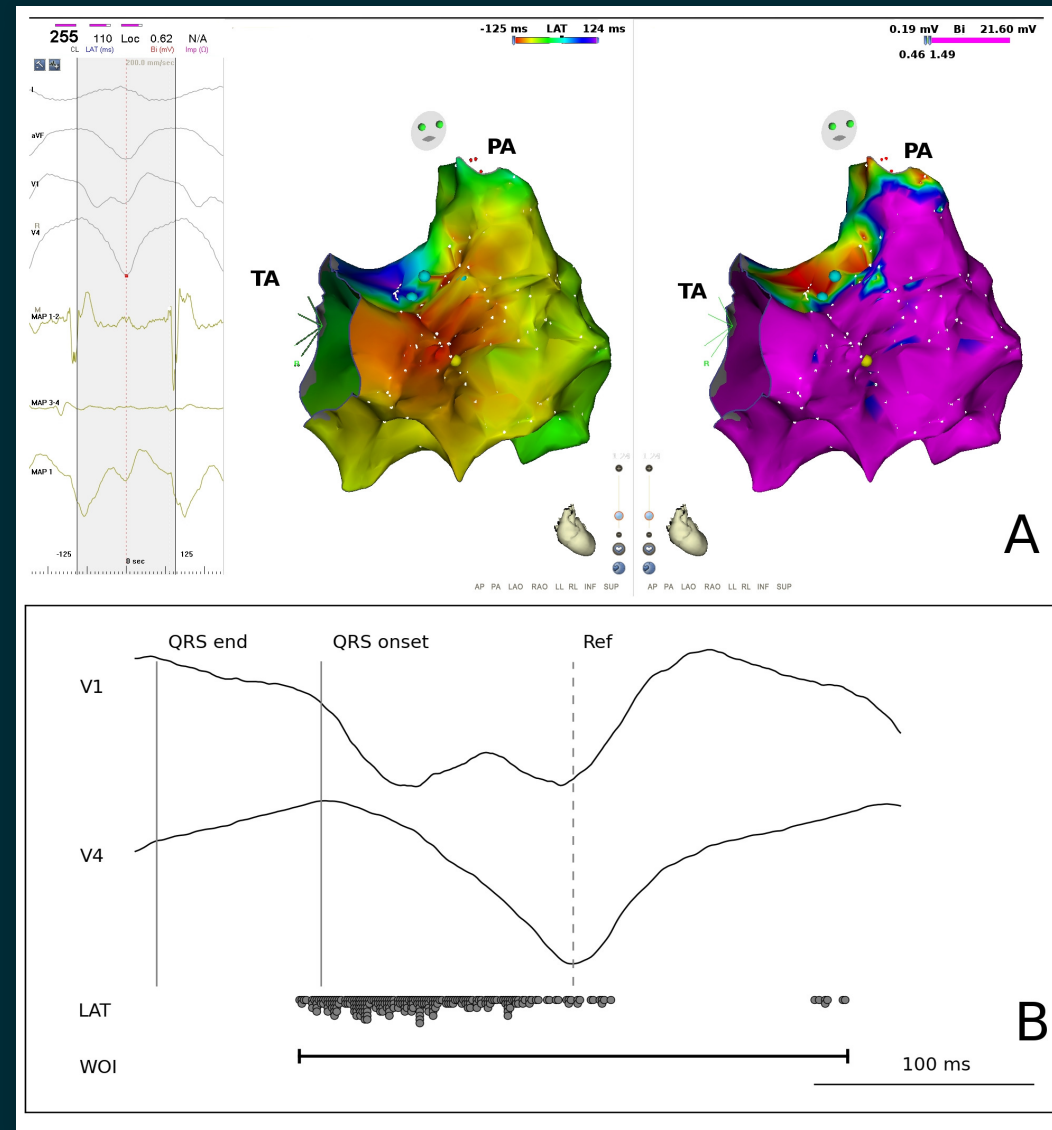 -125 ms LAT 124 ms
0.19 mV Bi 21.60 mV
0.46 1.49
255 110 Loc 0.62 N/A
CL LAT (ms) Bi (mV) Imp (Ω)
200.0 mm/sec
I
aVF
V1
R
V4
M
MAP 1-2
MAP 3-4
MAP 1
-125 0 sec 125
PA
TA
R
PA
TA
R
AP PA LAO RAO LL RL INF SUP
AP PA LAO RAO LL RL INF SUP
A
QRS end QRS onset Ref
V1
V4
LAT
B
WOI
100 ms